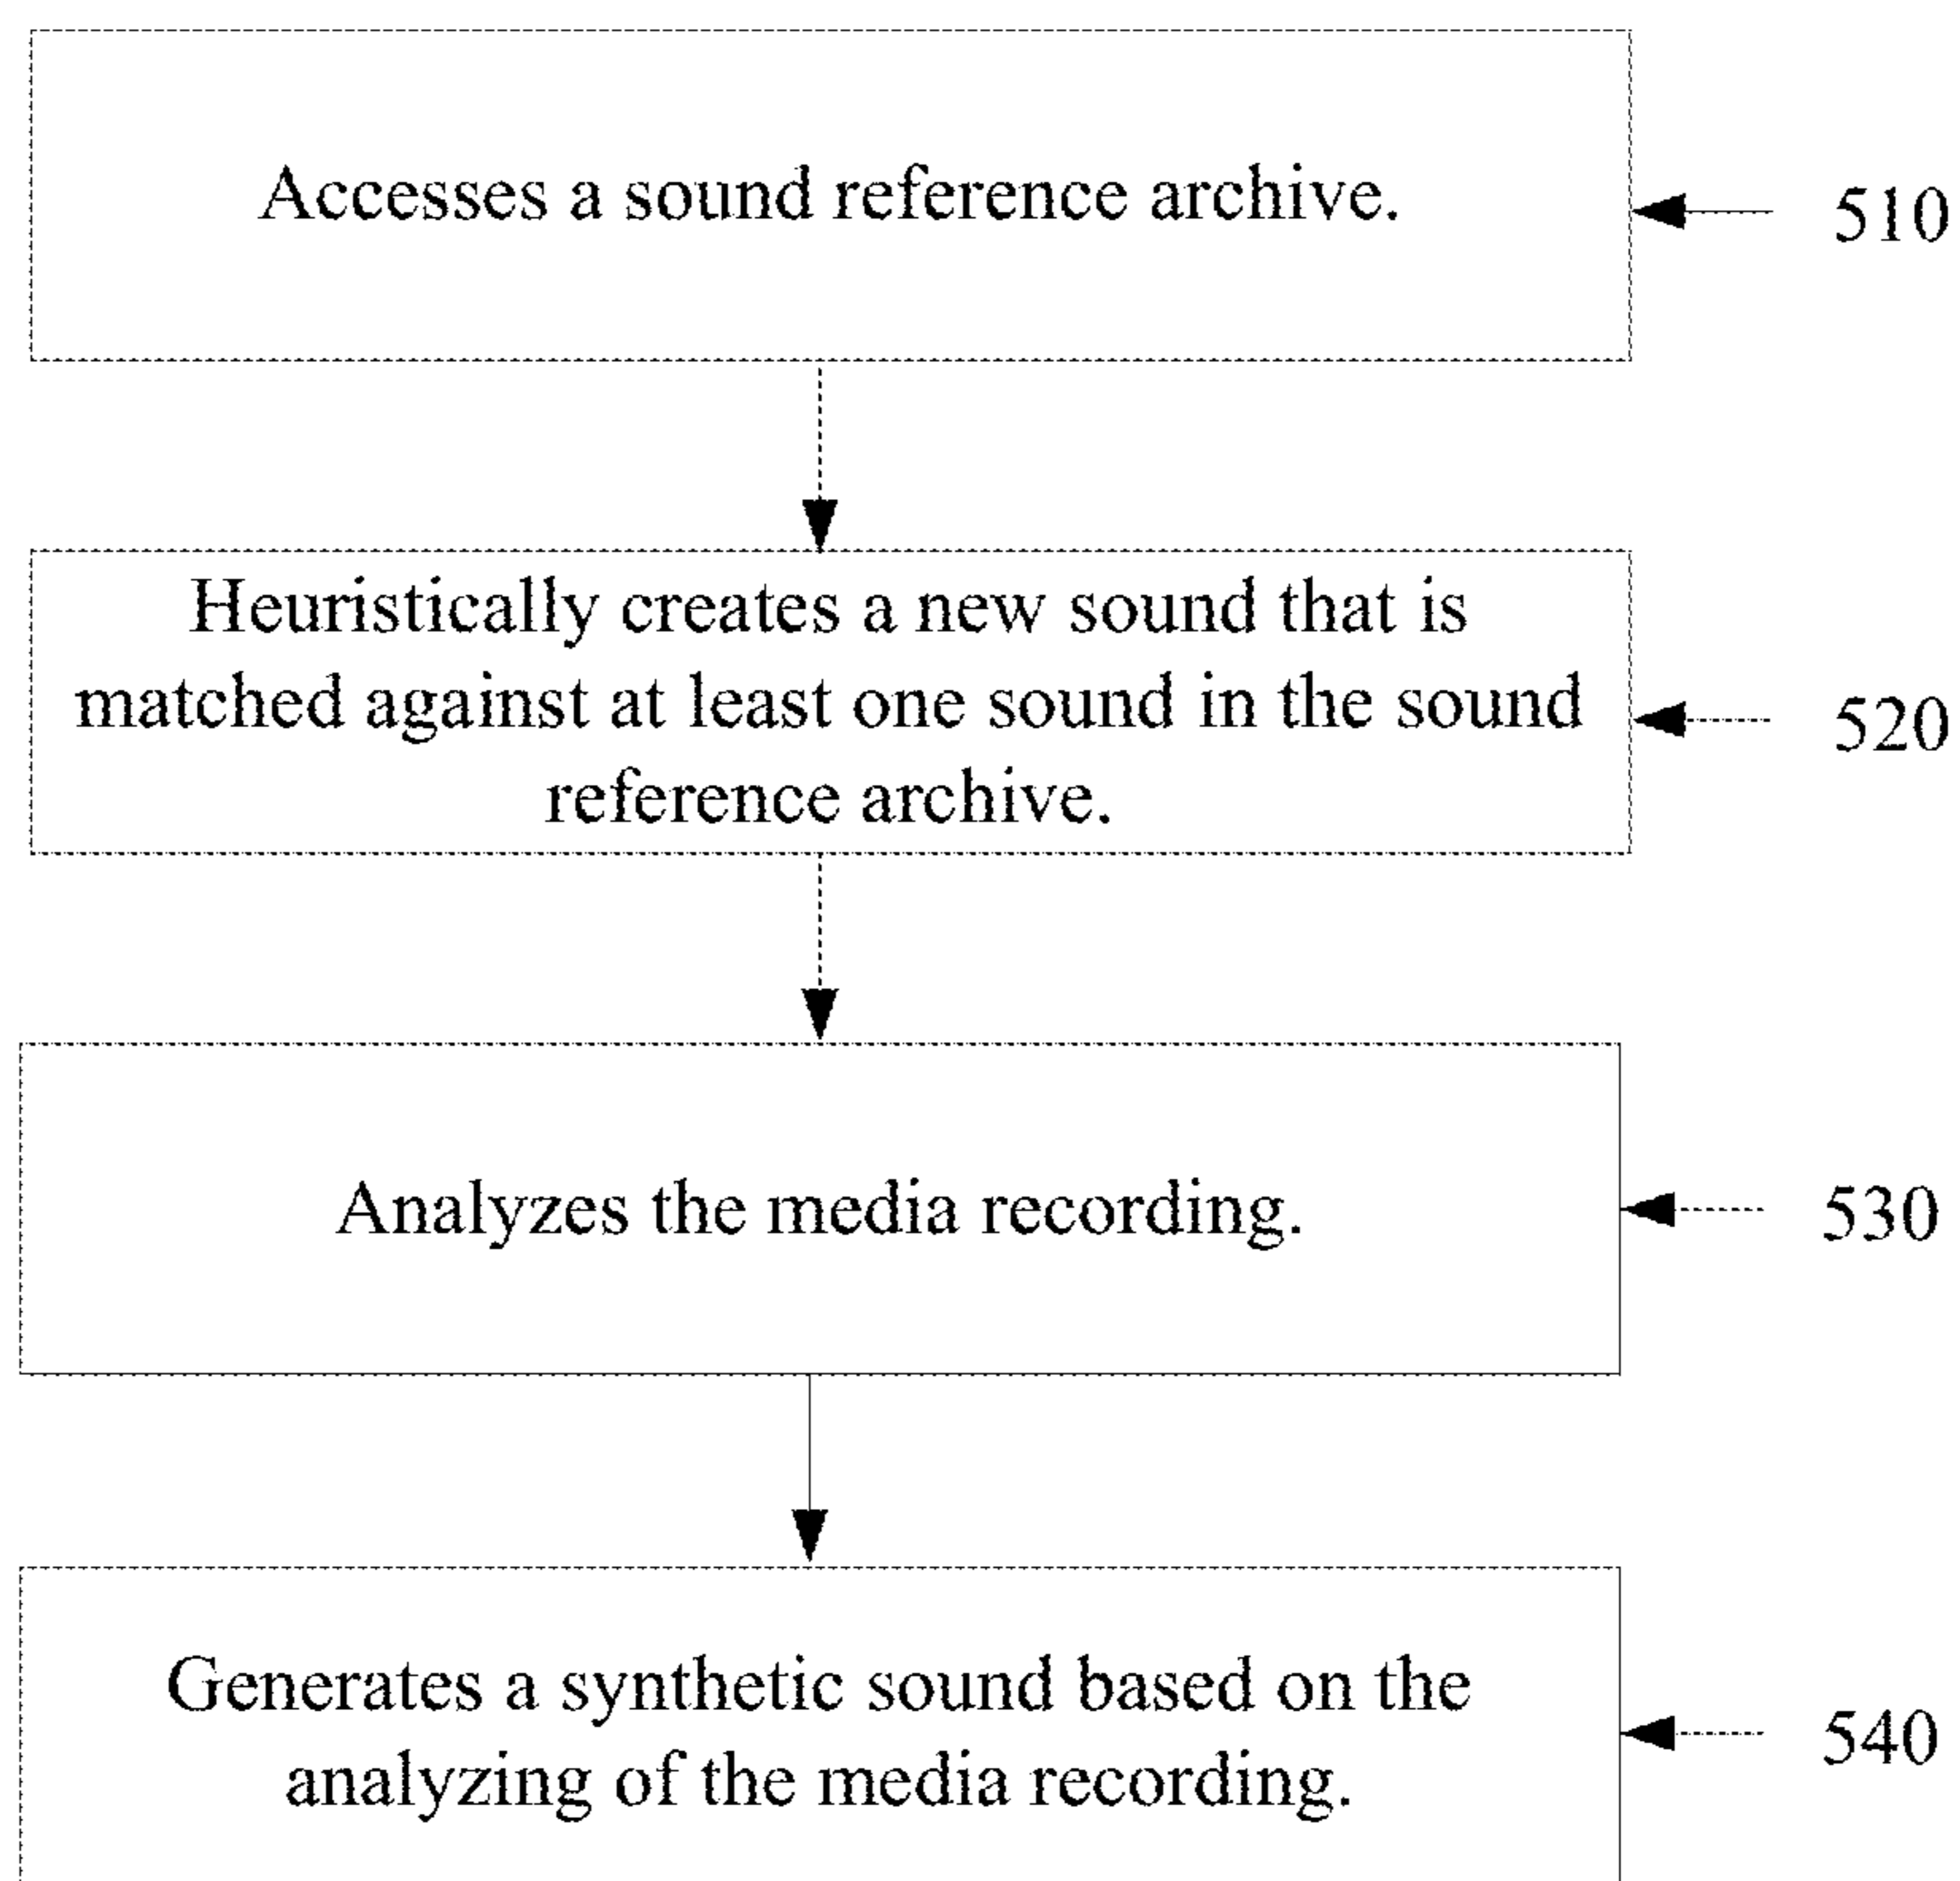 Accesses a sound reference archive.
510
Heuristically creates a new sound that is
matched against at least one sound in the sound
reference archive.
520
Analyzes the media recording.
530
Generates a synthetic sound based on the
analyzing of the media recording.
540